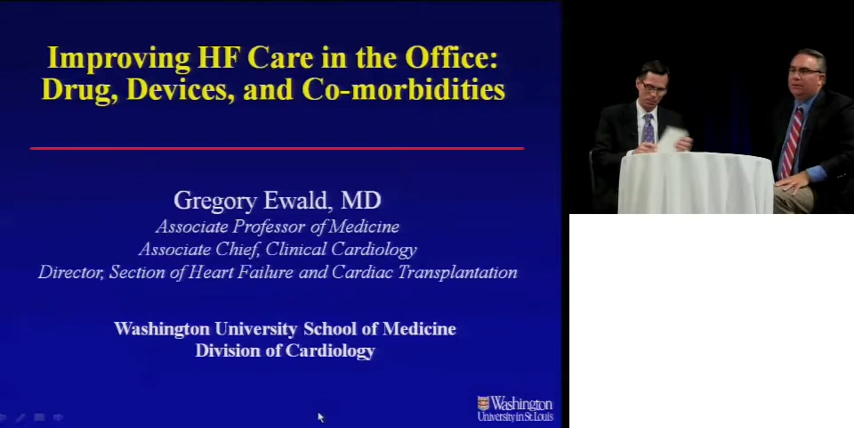 Improving HF Care in the Office:
Drug, Devices, and Co-morbidities
Gregory Ewald, MD
Associate Professor of Medicine
Associate Chief, Clinical Cardiology
Director, Section of Heart Failure and Cardiac Transplantation
Washington University School of Medicine
Division of Cardiology
Washington
University in St. Louis